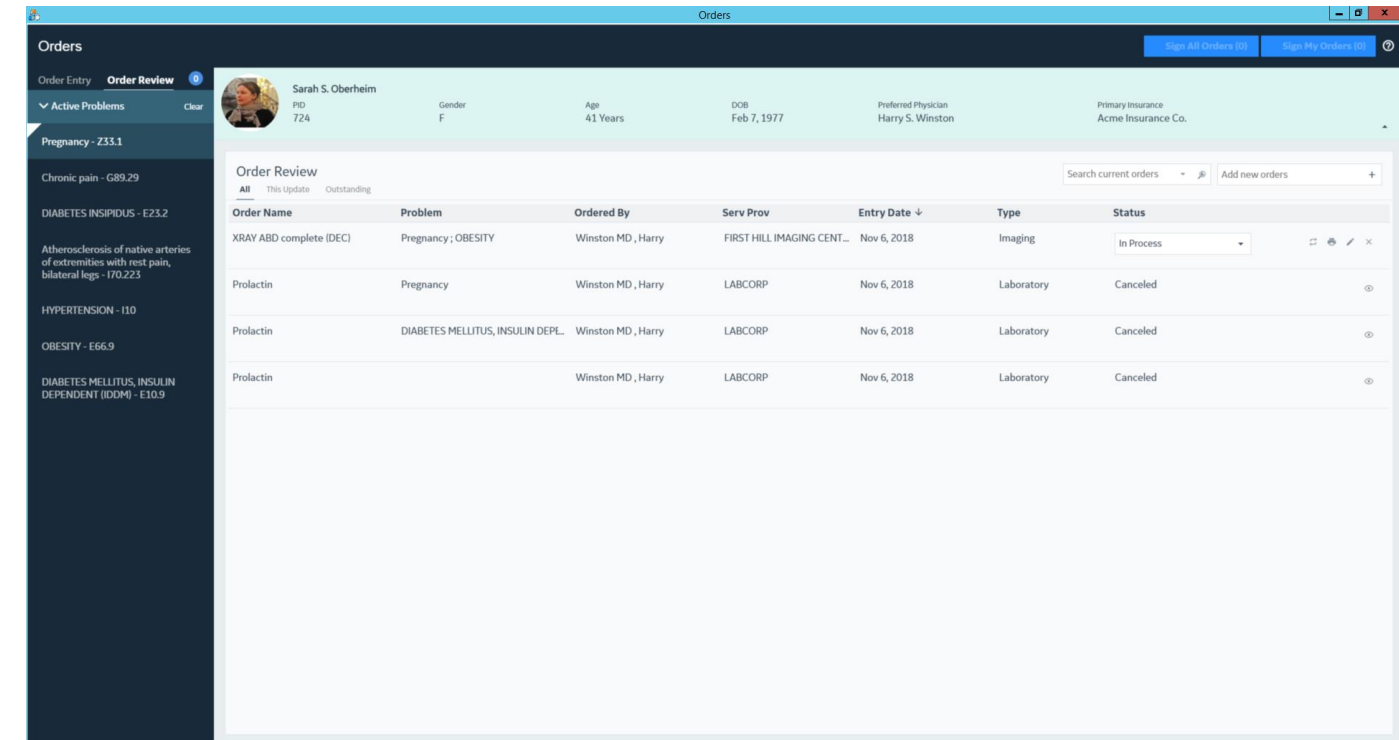 Orders
Orders
Sign All Orders (0) Sign My Orders (0)
Order Entry Order Review 0
Active Problems Clear
Pregnancy - Z33.1
Chronic pain - G89.29
DIABETES INSIPIDUS - E23.2
Atherosclerosis of native arteries
of extremities with rest pain,
bilateral legs - I70.223
HYPERTENSION - I10
OBESITY - E66.9
DIABETES MELLITUS, INSULIN
DEPENDENT (IDDM) - E10.9
Sarah S. Oberheim
PID Gender Age DOB Preferred Physician Primary Insurance
724 F 41 Years Feb 7, 1977 Harry S. Winston Acme Insurance Co.
Order Review
Search current orders Add new orders +
All This Update Outstanding
Order Name Problem Ordered By Serv Prov Entry Date ↓ Type Status
XRAY ABD complete (DEC) Pregnancy ; OBESITY Winston MD , Harry FIRST HILL IMAGING CENT... Nov 6, 2018 Imaging In Process
Prolactin Pregnancy Winston MD , Harry LABCORP Nov 6, 2018 Laboratory Canceled
Prolactin DIABETES MELLITUS, INSULIN DEPE... Winston MD , Harry LABCORP Nov 6, 2018 Laboratory Canceled
Prolactin Winston MD , Harry LABCORP Nov 6, 2018 Laboratory Canceled